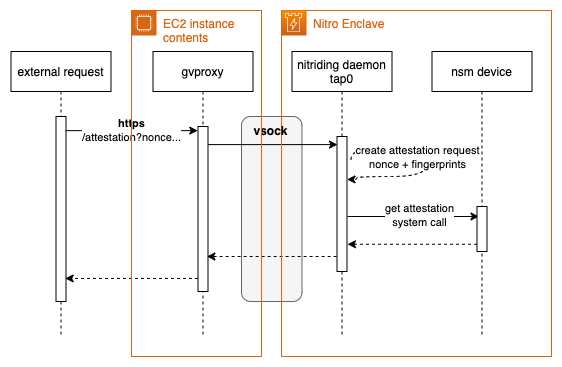 EC2 instance
contents
Nitro Enclave
external request
gvproxy
nitriding daemon
tap0
nsm device
https
/attestation?nonce...
vsock
create attestation request
nonce + fingerprints
get attestation
system call